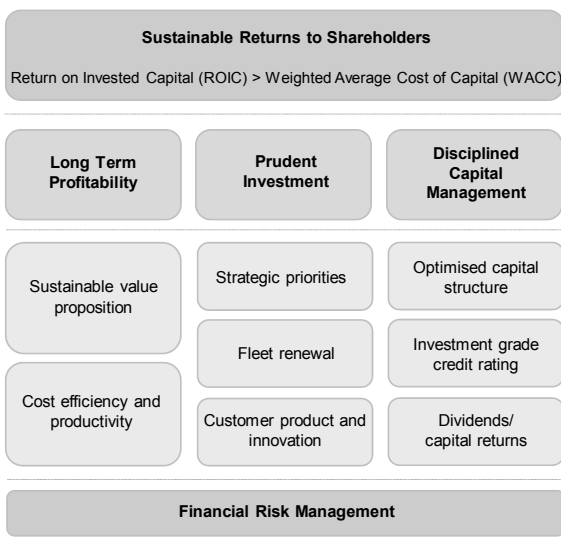 Sustainable Returns to Shareholders
Return on Invested Capital (ROIC) > Weighted Average Cost of Capital (WACC)
Long Term
Profitability
Prudent
Investment
Disciplined
Capital
Management
Sustainable value
proposition
Cost efficiency and
productivity
Strategic priorities
Fleet renewal
Customer product and
innovation
Optimised capital
structure
Investment grade
credit rating
Dividends/
capital returns
Financial Risk Management